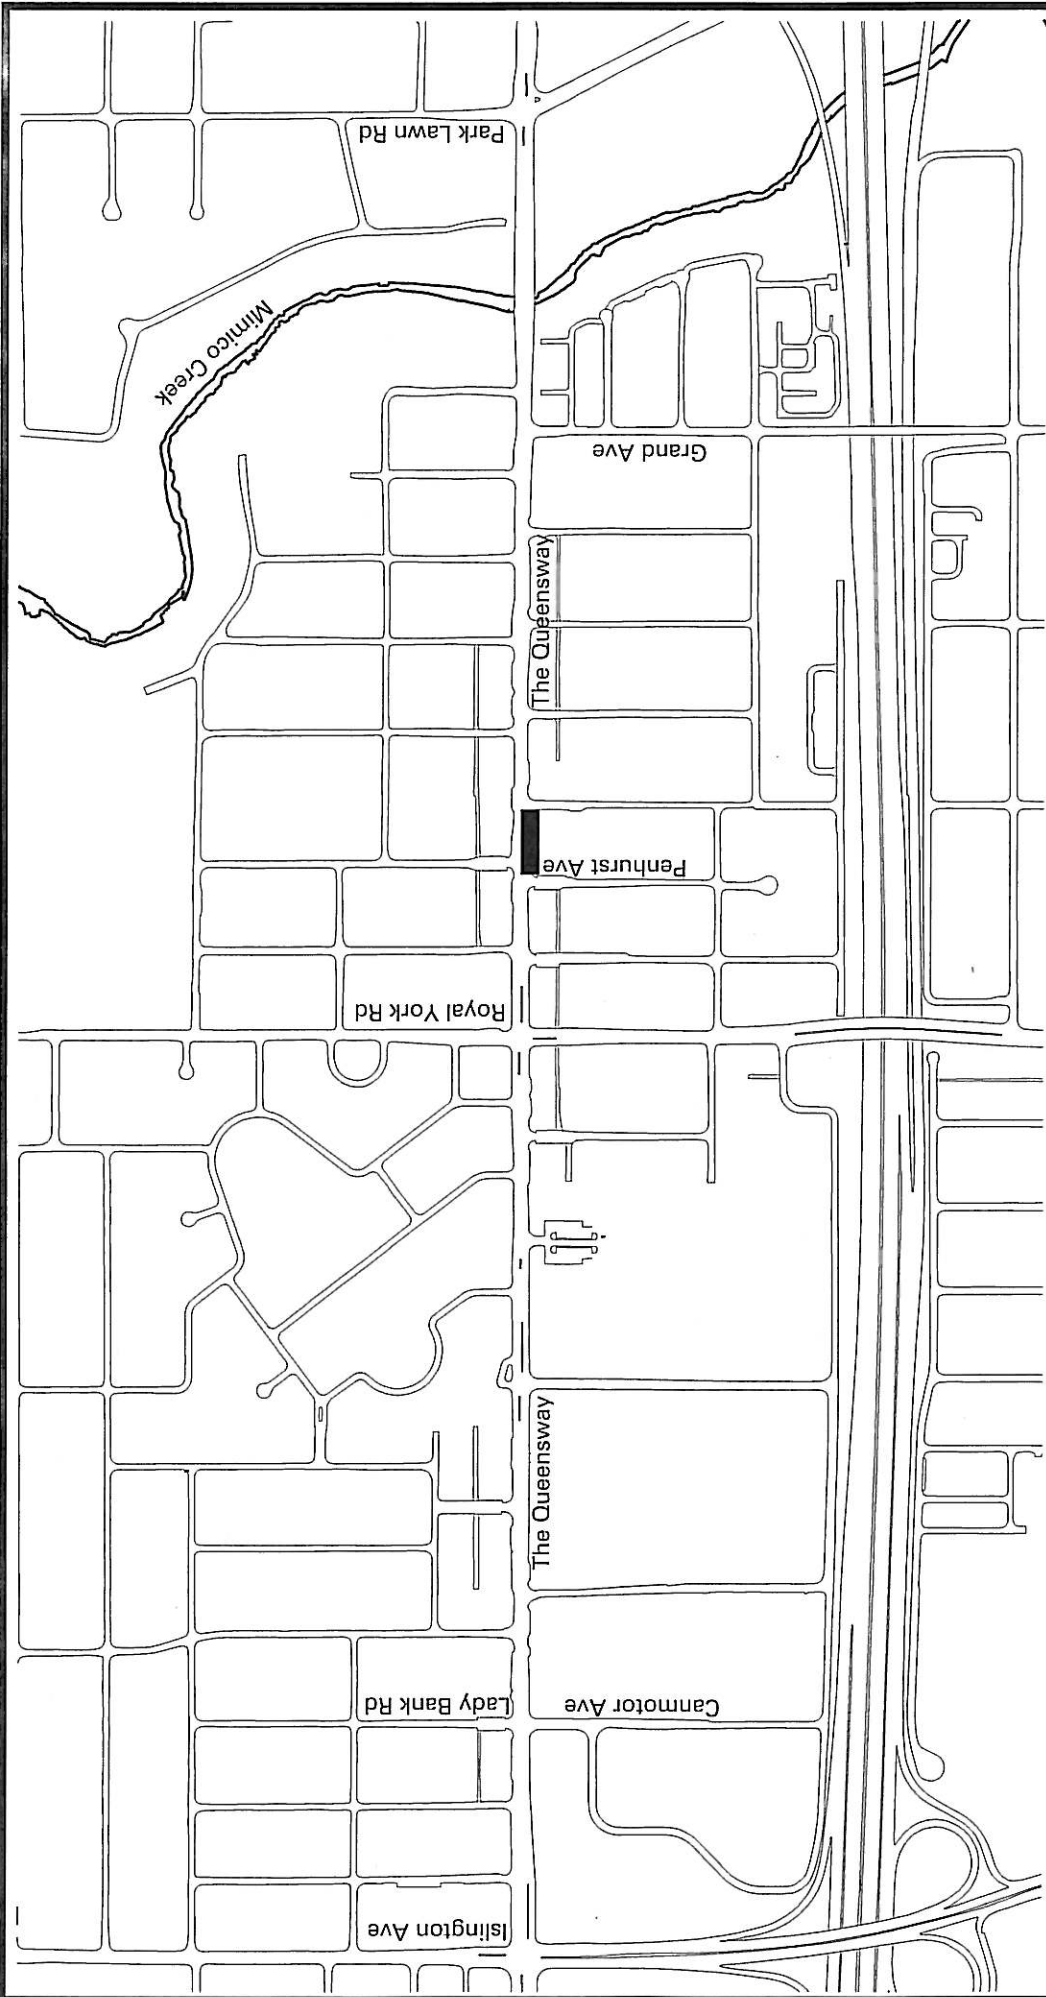 Park Lawn Rd
Mimico Creek
Grand Ave
The Queensway
Penhurst Ave
Royal York Rd
The Queensway
Lady Bank Rd
Canmotor Ave
Islington Ave